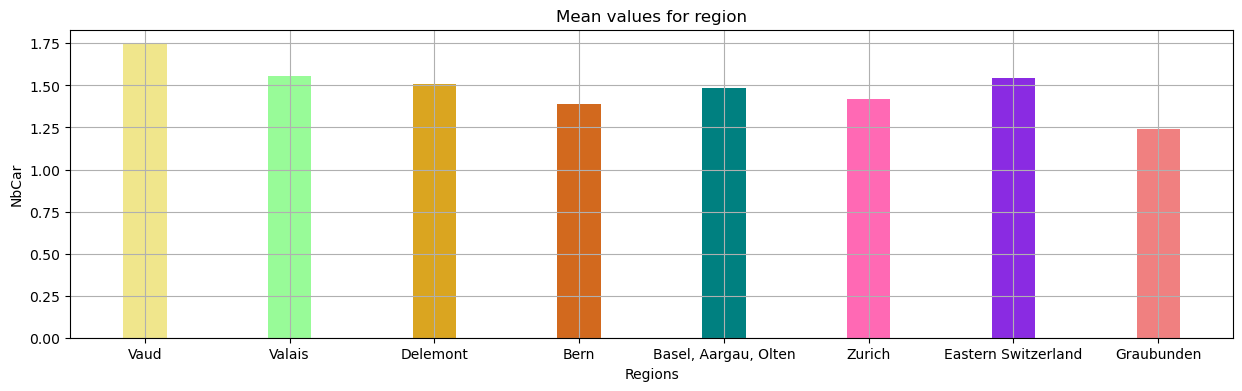 Mean values for region
NbCar
1.75
1.50
1.25
1.00
0.75
0.50
0.25
0.00
Vaud Valais Delemont Bern Basel, Aargau, Olten Zurich Eastern Switzerland Graubunden
Regions